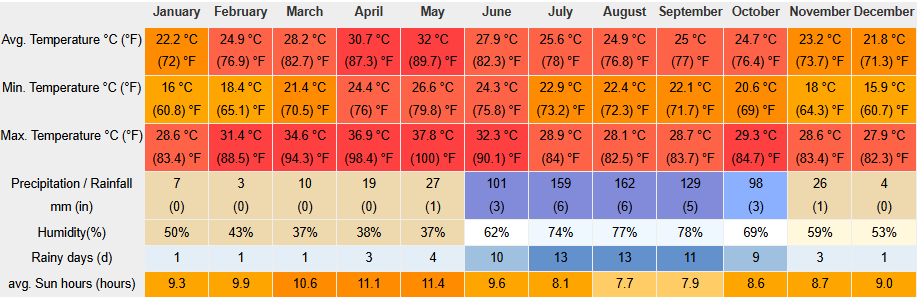 January February March April May June July August September October November December
Avg. Temperature °C (°F) 22.2 °C 24.9 °C 28.2 °C 30.7 °C 32 °C 27.9 °C 25.6 °C 24.9 °C 25 °C 24.7 °C 23.2 °C 21.8 °C
(72) °F (76.9) °F (82.7) °F (87.3) °F (89.7) °F (82.3) °F (78) °F (76.8) °F (77) °F (76.4) °F (73.7) °F (71.3) °F
Min. Temperature °C (°F) 16 °C 18.4 °C 21.4 °C 24.4 °C 26.6 °C 24.3 °C 22.9 °C 22.4 °C 22.1 °C 20.6 °C 18 °C 15.9 °C
(60.8) °F (65.1) °F (70.5) °F (76) °F (79.8) °F (75.8) °F (73.2) °F (72.3) °F (71.7) °F (69) °F (64.3) °F (60.7) °F
Max. Temperature °C (°F) 28.6 °C 31.4 °C 34.6 °C 36.9 °C 37.8 °C 32.3 °C 28.9 °C 28.1 °C 28.7 °C 29.3 °C 28.6 °C 27.9 °C
(83.4) °F (88.5) °F (94.3) °F (98.4) °F (100) °F (90.1) °F (84) °F (82.5) °F (83.7) °F (84.7) °F (83.4) °F (82.3) °F
Precipitation / Rainfall 7 3 10 19 27 101 159 162 129 98 26 4
mm (in) (0) (0) (0) (0) (1) (3) (6) (6) (5) (3) (1) (0)
Humidity(%) 50% 43% 37% 38% 37% 62% 74% 77% 78% 69% 59% 53%
Rainy days (d) 1 1 1 3 4 10 13 13 11 9 3 1
avg. Sun hours (hours) 9.3 9.9 10.6 11.1 11.4 9.6 8.1 7.7 7.9 8.6 8.7 9.0